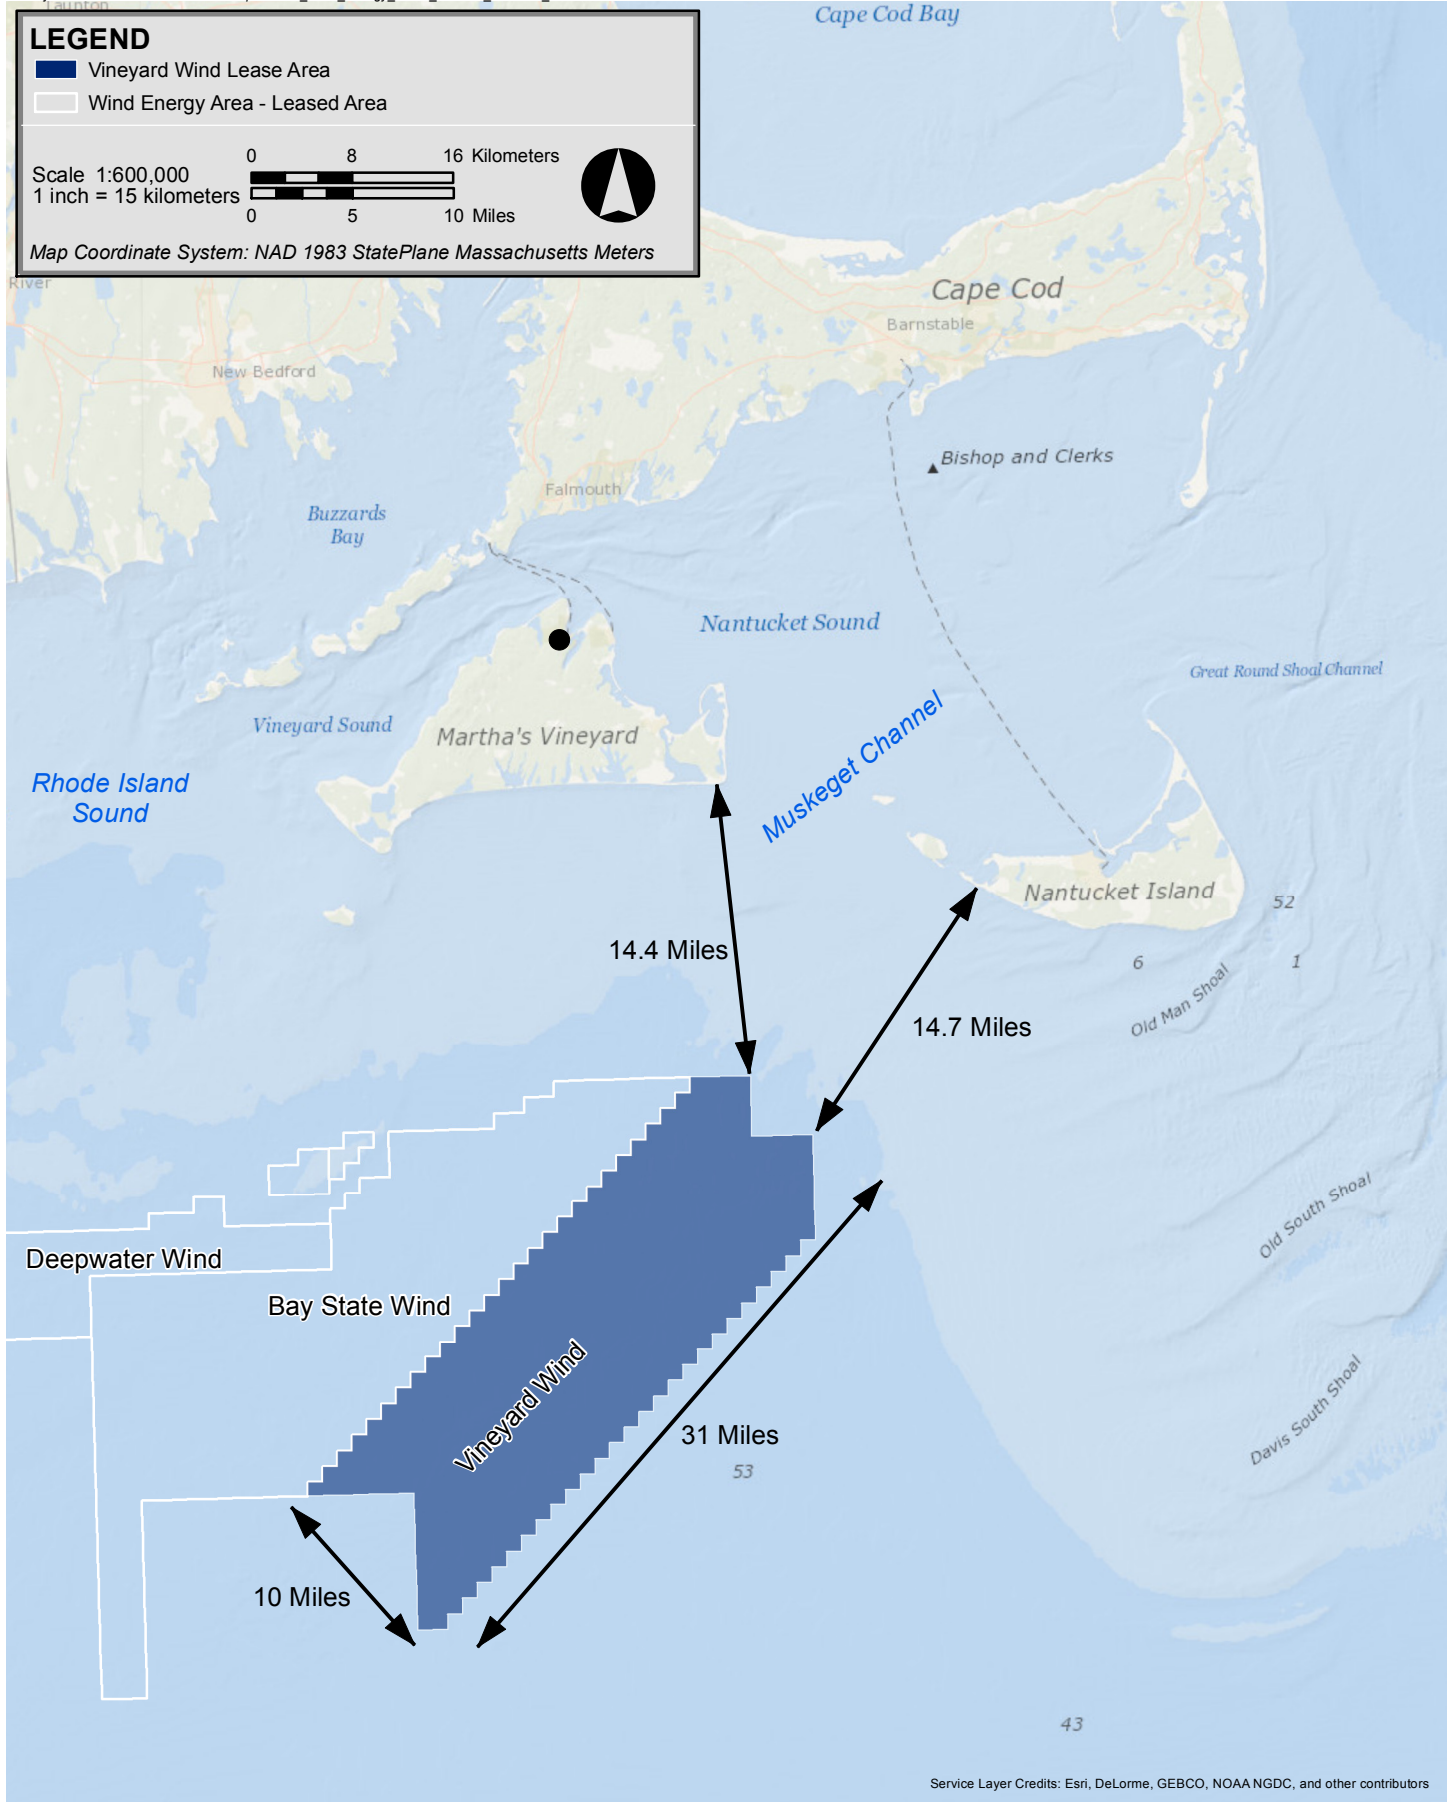 Taunton
Cape Cod Bay
LEGEND
Vineyard Wind Lease Area
Wind Energy Area - Leased Area
0 8 16 Kilometers
Scale 1:600,000
1 inch = 15 kilometers
0 5 10 Miles
Map Coordinate System: NAD 1983 StatePlane Massachusetts Meters
River
Cape Cod
Barnstable
New Bedford
Bishop and Clerks
Falmouth
Buzzards
Bay
Nantucket Sound
Great Round Shoal Channel
Vineyard Sound
Martha's Vineyard
Muskeget Channel
Rhode Island
Sound
Nantucket Island
52
14.4 Miles
6
1
Old Man Shoal
14.7 Miles
Old South Shoal
Deepwater Wind
Bay State Wind
Vineyard Wind
Davis South Shoal
31 Miles
53
10 Miles
43
Service Layer Credits: Esri, DeLorme, GEBCO, NOAA NGDC, and other contributors